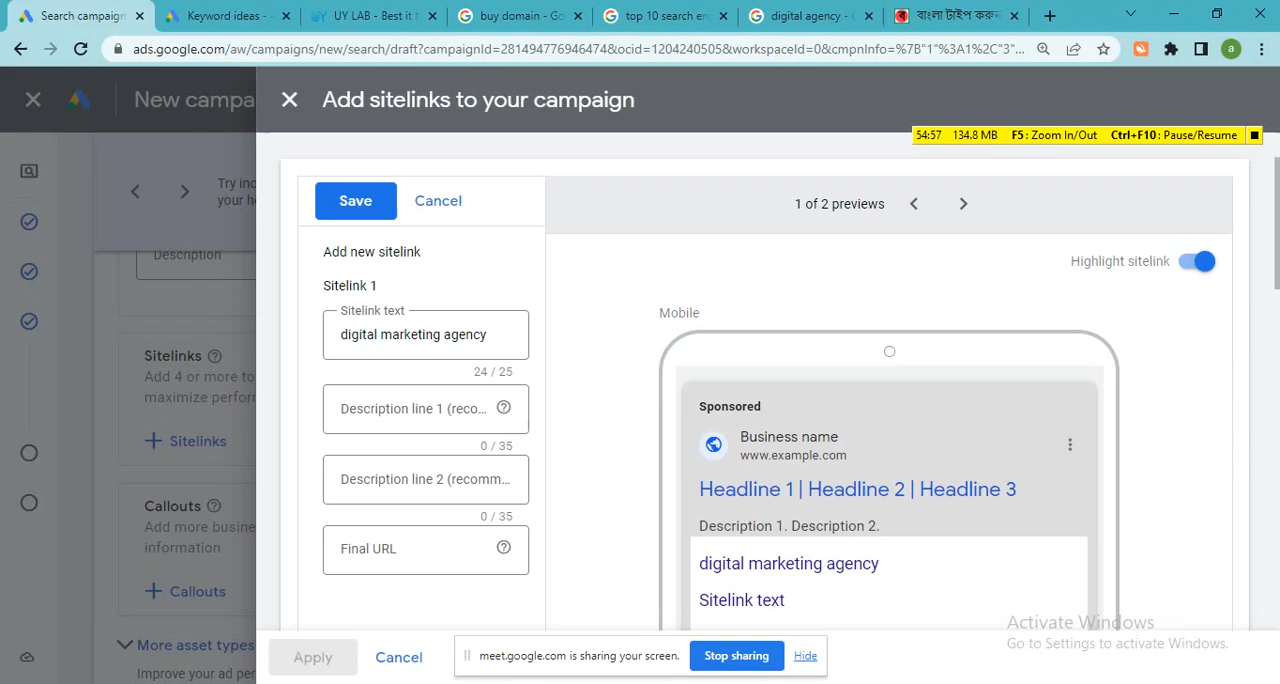 Search campaign
Keyword ideas -
UY LAB - Best it t
buy domain - Go
top 10 search en
digital agency -
বাংলা টাইপ করুন
ads.google.com/aw/campaigns/new/search/draft?campaignId=281494776946474&ocid=1204240505&workspaceId=0&cmpnInfo=%7B"1"%3A1%2C"3"...
a
New campa
Add sitelinks to your campaign
54:57 134.8 MB F5: Zoom In/Out Ctrl+F10: Pause/Resume
Try inc
your he
Save
Cancel
1 of 2 previews
Add new sitelink
Highlight sitelink
Description
Sitelink 1
Sitelink text
digital marketing agency
24 / 25
Mobile
Sitelinks
Add 4 or more to
maximize perforn
Sitelinks
Description line 1 (reco...
0 / 35
Description line 2 (recomm...
0 / 35
Final URL
Sponsored
Business name
www.example.com
Headline 1 | Headline 2 | Headline 3
Description 1. Description 2.
digital marketing agency
Sitelink text
Callouts
Add more busine
information
Callouts
More asset types
Improve your ad per
Apply
Cancel
meet.google.com is sharing your screen.
Stop sharing
Hide
Activate Windows
Go to Settings to activate Windows.